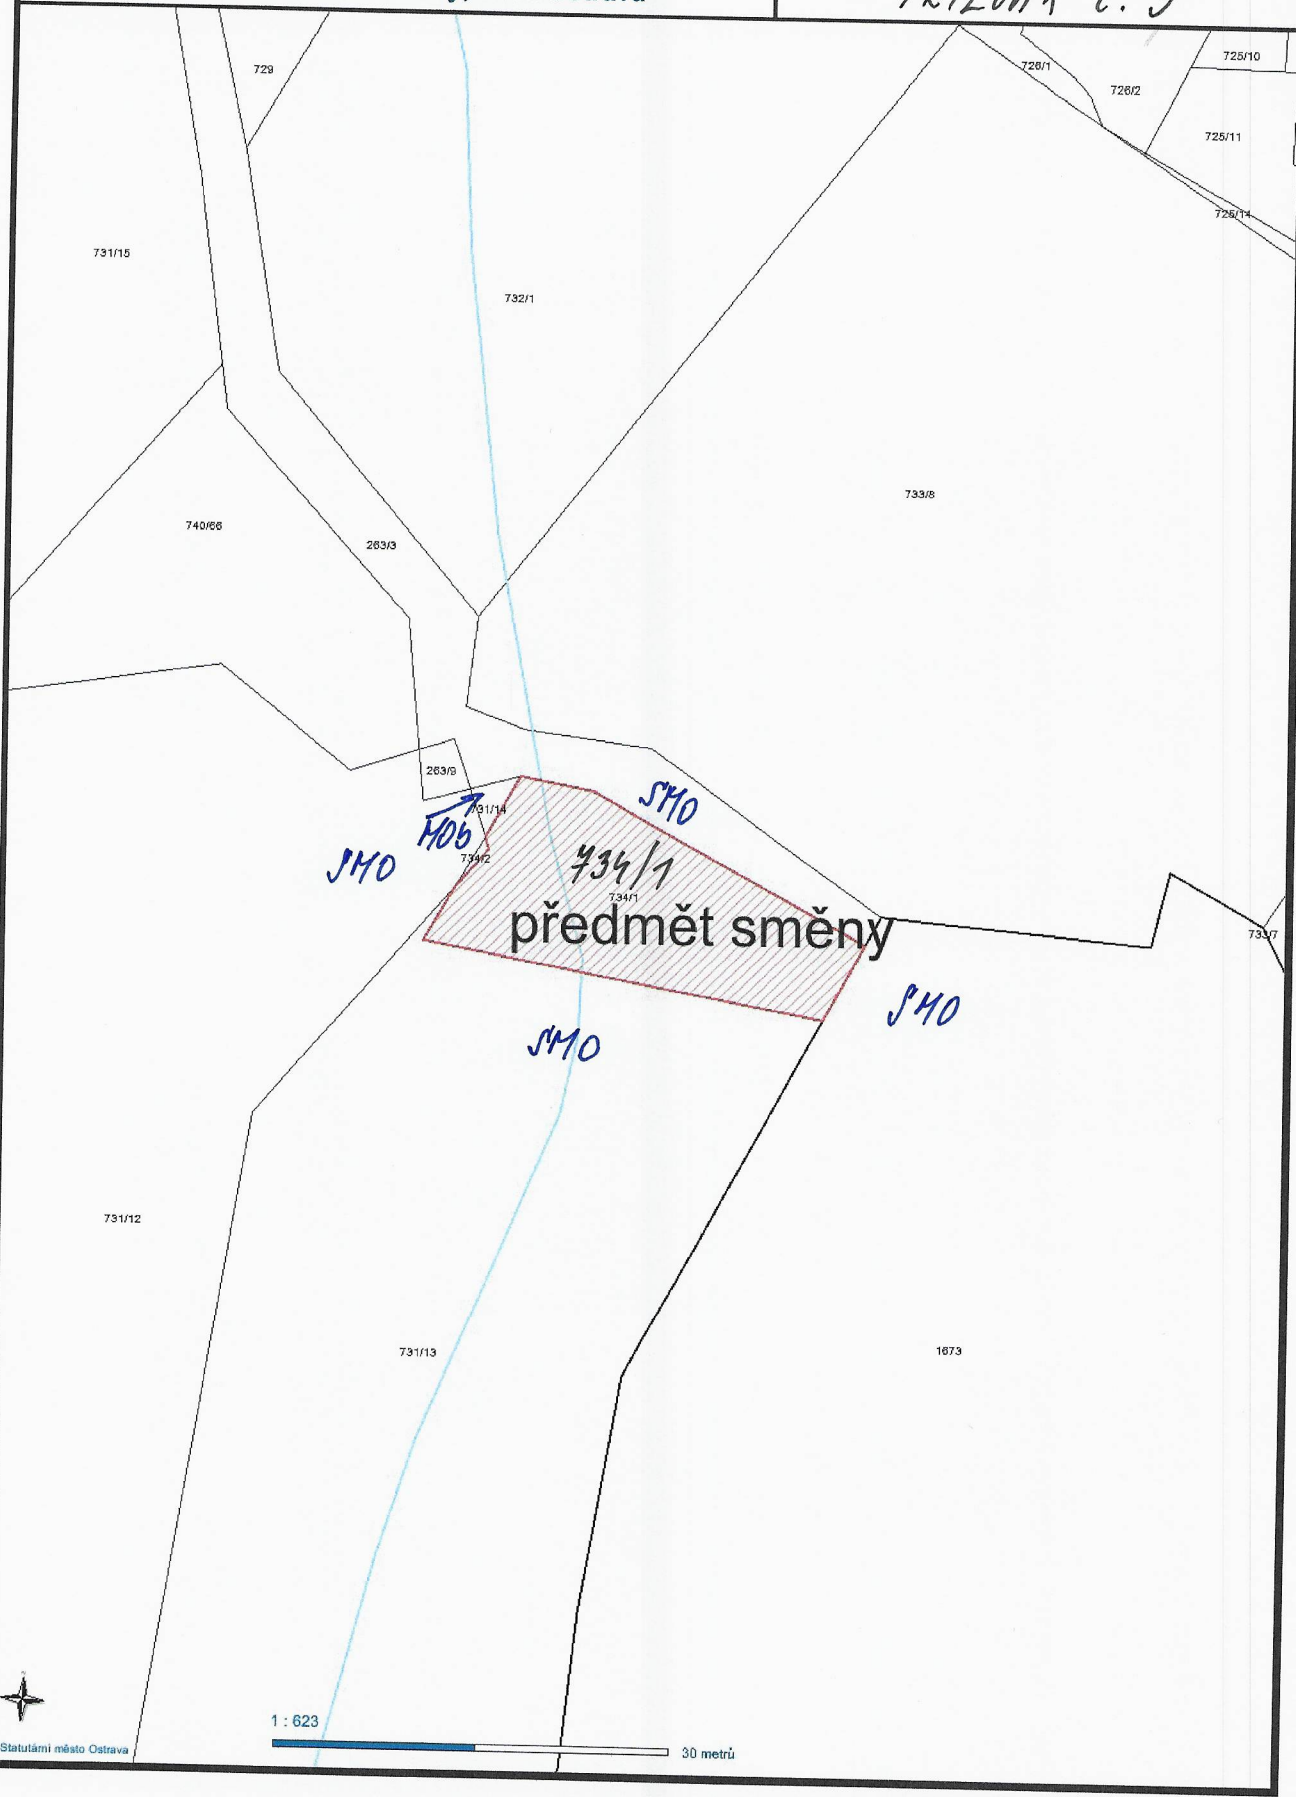 729
726/1
725/10
726/2
725/11
725/14
731/15
732/1
733/8
740/66
263/3
263/9
731/14
SMO
MOb
SMO
734/2
734/1
734/1
předmět směny
733/7
SMO
SMO
731/12
731/13
1673
1 : 623
30 metrů
Statutární město Ostrava